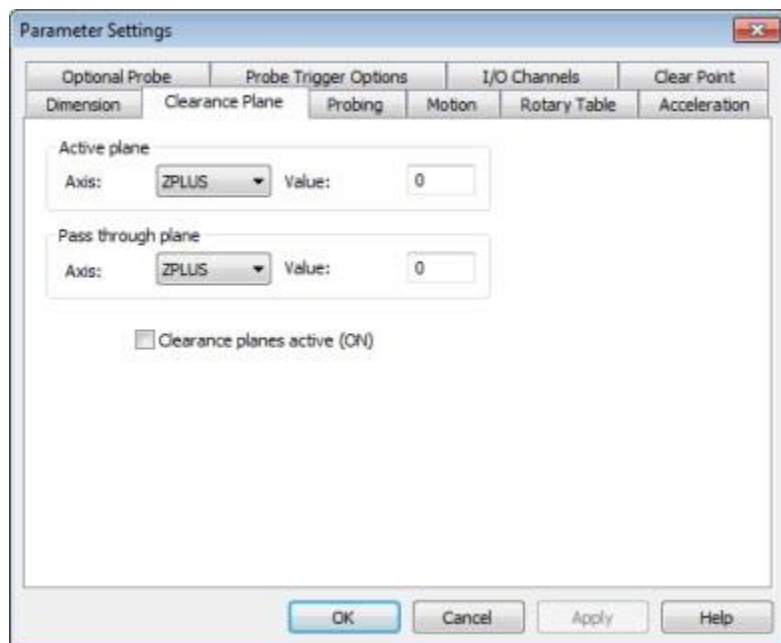 Parameter Settings
Optional Probe Probe Trigger Options I/O Channels Clear Point
Dimension Clearance Plane Probing Motion Rotary Table Acceleration
Active plane
Axis: ZPLUS Value: 0
Pass through plane
Axis: ZPLUS Value: 0
Clearance planes active (ON)
OK Cancel Apply Help